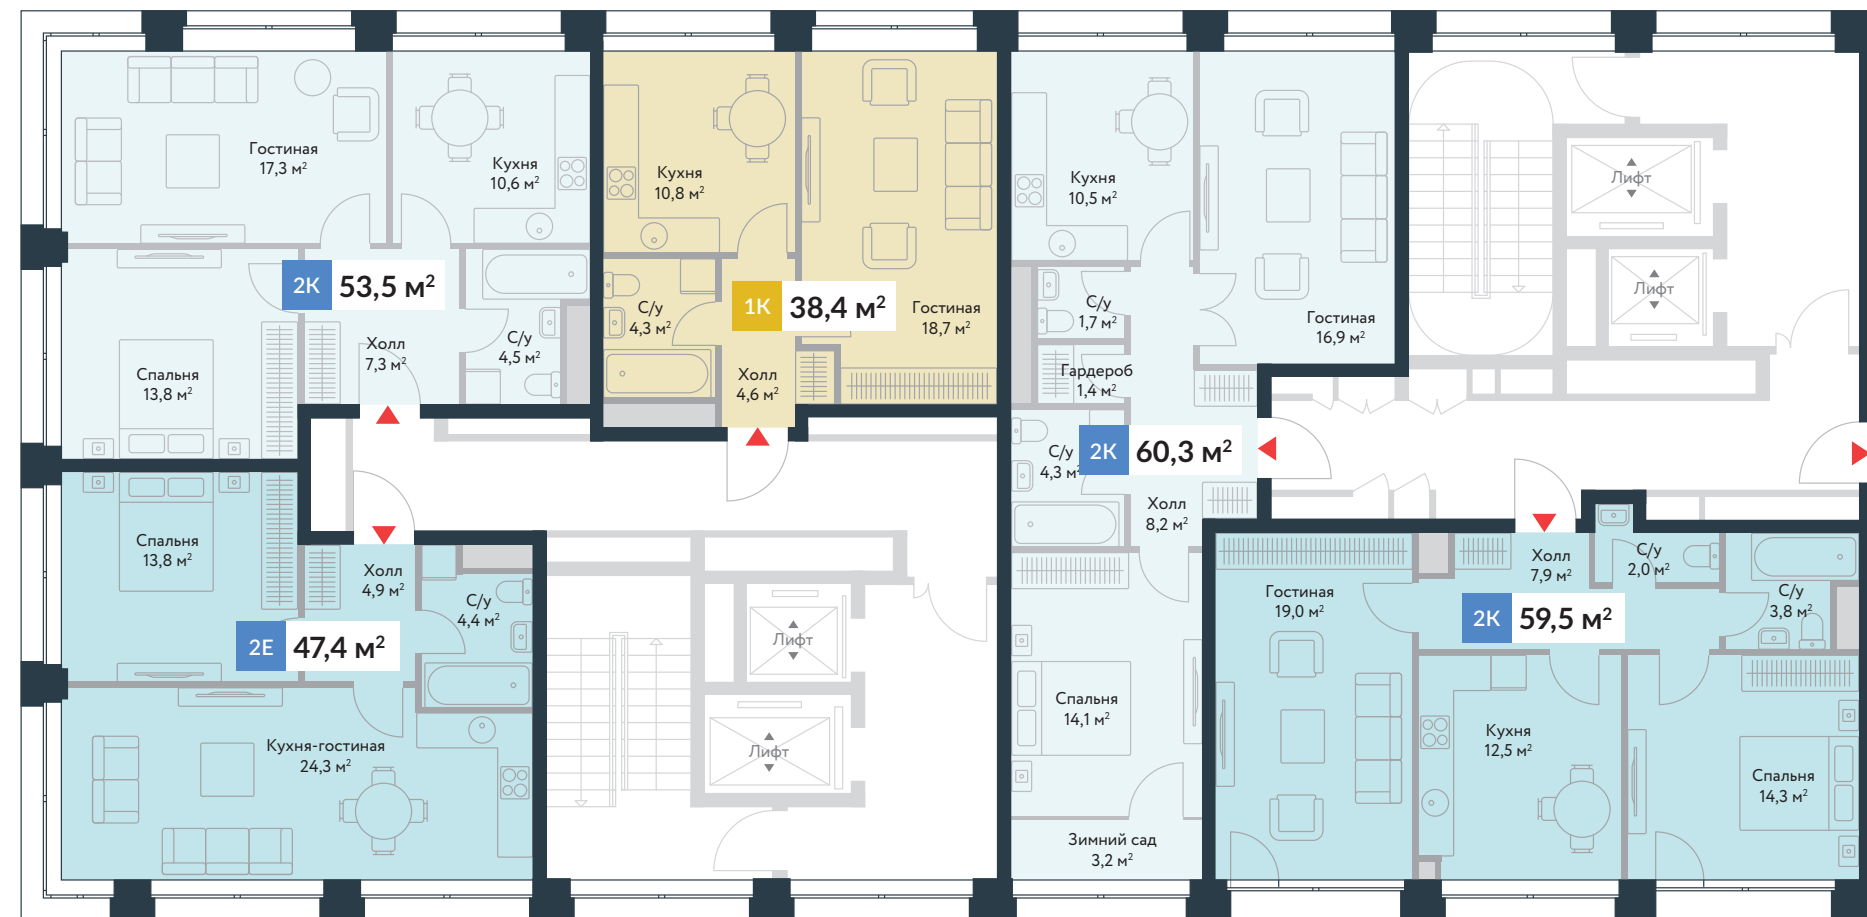 Гостиная
17,3 м²
Кухня
10,6 м²
2К 53,5 м²
Холл
7,3 м²
С/у
4,5 м²
Спальня
13,8 м²
Кухня
10,8 м²
С/у
4,3 м²
1К 38,4 м²
Гостиная
18,7 м²
Холл
4,6 м²
Кухня
10,5 м²
С/у
1,7 м²
Гостиная
16,9 м²
Гардероб
1,4 м²
С/у
4,3 м²
2К 60,3 м²
Холл
8,2 м²
Спальня
14,1 м²
Зимний сад
3,2 м²
Лифт
Лифт
Спальня
13,8 м²
Холл
4,9 м²
С/у
4,4 м²
2Е 47,4 м²
Кухня-гостиная
24,3 м²
Лифт
Лифт
Гостиная
19,0 м²
Холл
7,9 м²
С/у
2,0 м²
С/у
3,8 м²
2К 59,5 м²
Кухня
12,5 м²
Спальня
14,3 м²